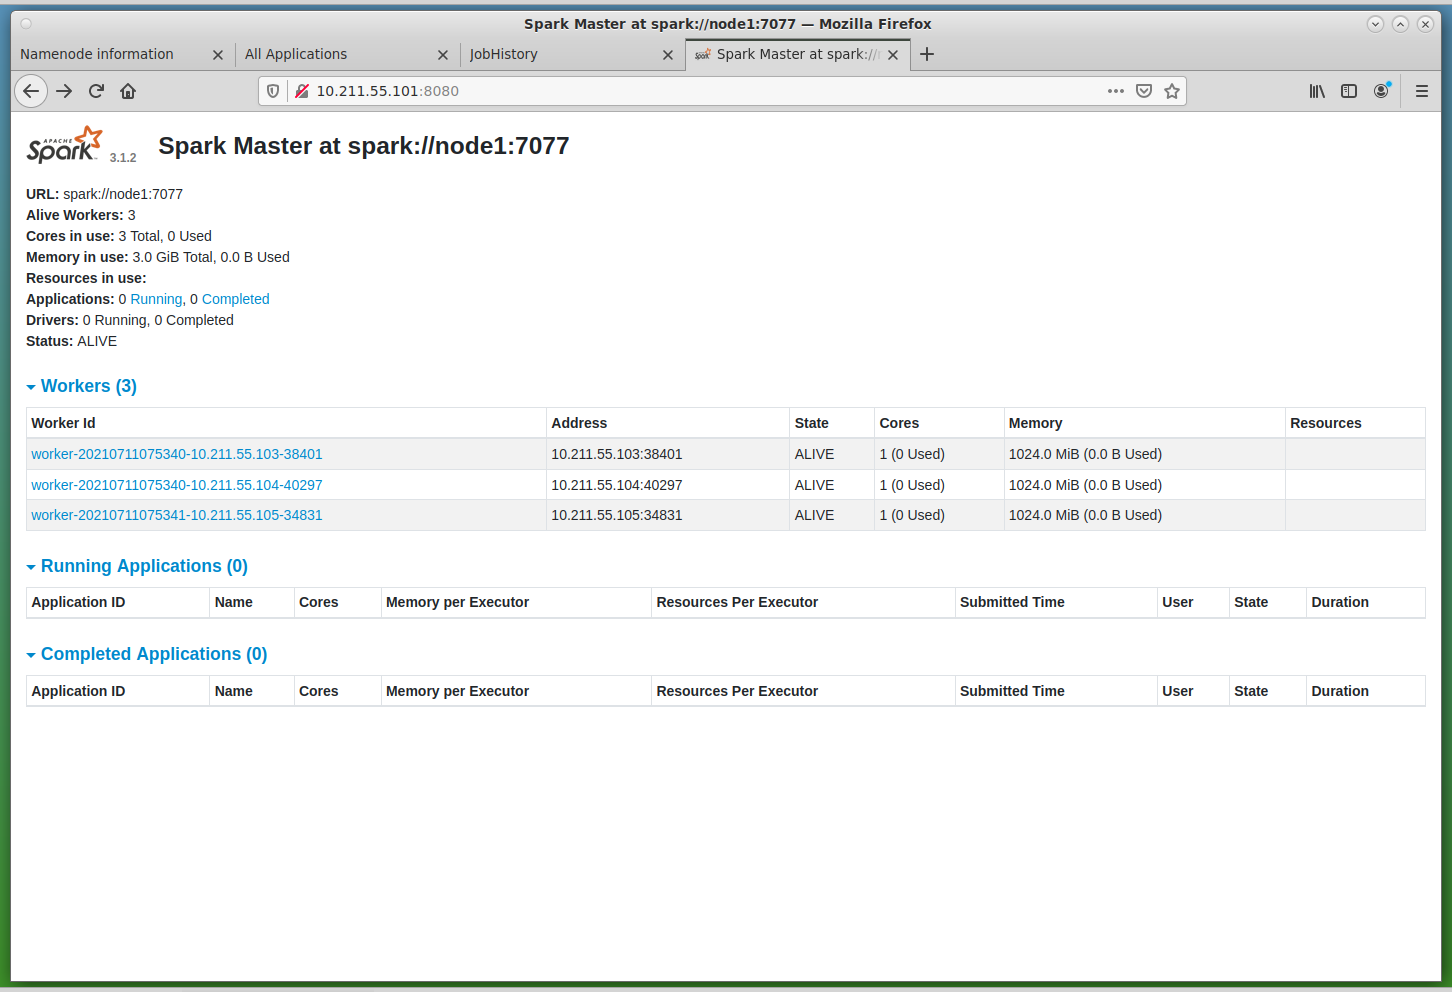 Spark Master at spark://node1:7077 — Mozilla Firefox
Namenode information All Applications JobHistory Spark Master at spark://
10.211.55.101:8080
APACHE Spark 3.1.2 Spark Master at spark://node1:7077
URL: spark://node1:7077
Alive Workers: 3
Cores in use: 3 Total, 0 Used
Memory in use: 3.0 GiB Total, 0.0 B Used
Resources in use:
Applications: 0 Running, 0 Completed
Drivers: 0 Running, 0 Completed
Status: ALIVE
Workers (3)
Worker Id Address State Cores Memory Resources
worker-20210711075340-10.211.55.103-38401 10.211.55.103:38401 ALIVE 1 (0 Used) 1024.0 MiB (0.0 B Used)
worker-20210711075340-10.211.55.104-40297 10.211.55.104:40297 ALIVE 1 (0 Used) 1024.0 MiB (0.0 B Used)
worker-20210711075341-10.211.55.105-34831 10.211.55.105:34831 ALIVE 1 (0 Used) 1024.0 MiB (0.0 B Used)
Running Applications (0)
Application ID Name Cores Memory per Executor Resources Per Executor Submitted Time User State Duration
Completed Applications (0)
Application ID Name Cores Memory per Executor Resources Per Executor Submitted Time User State Duration